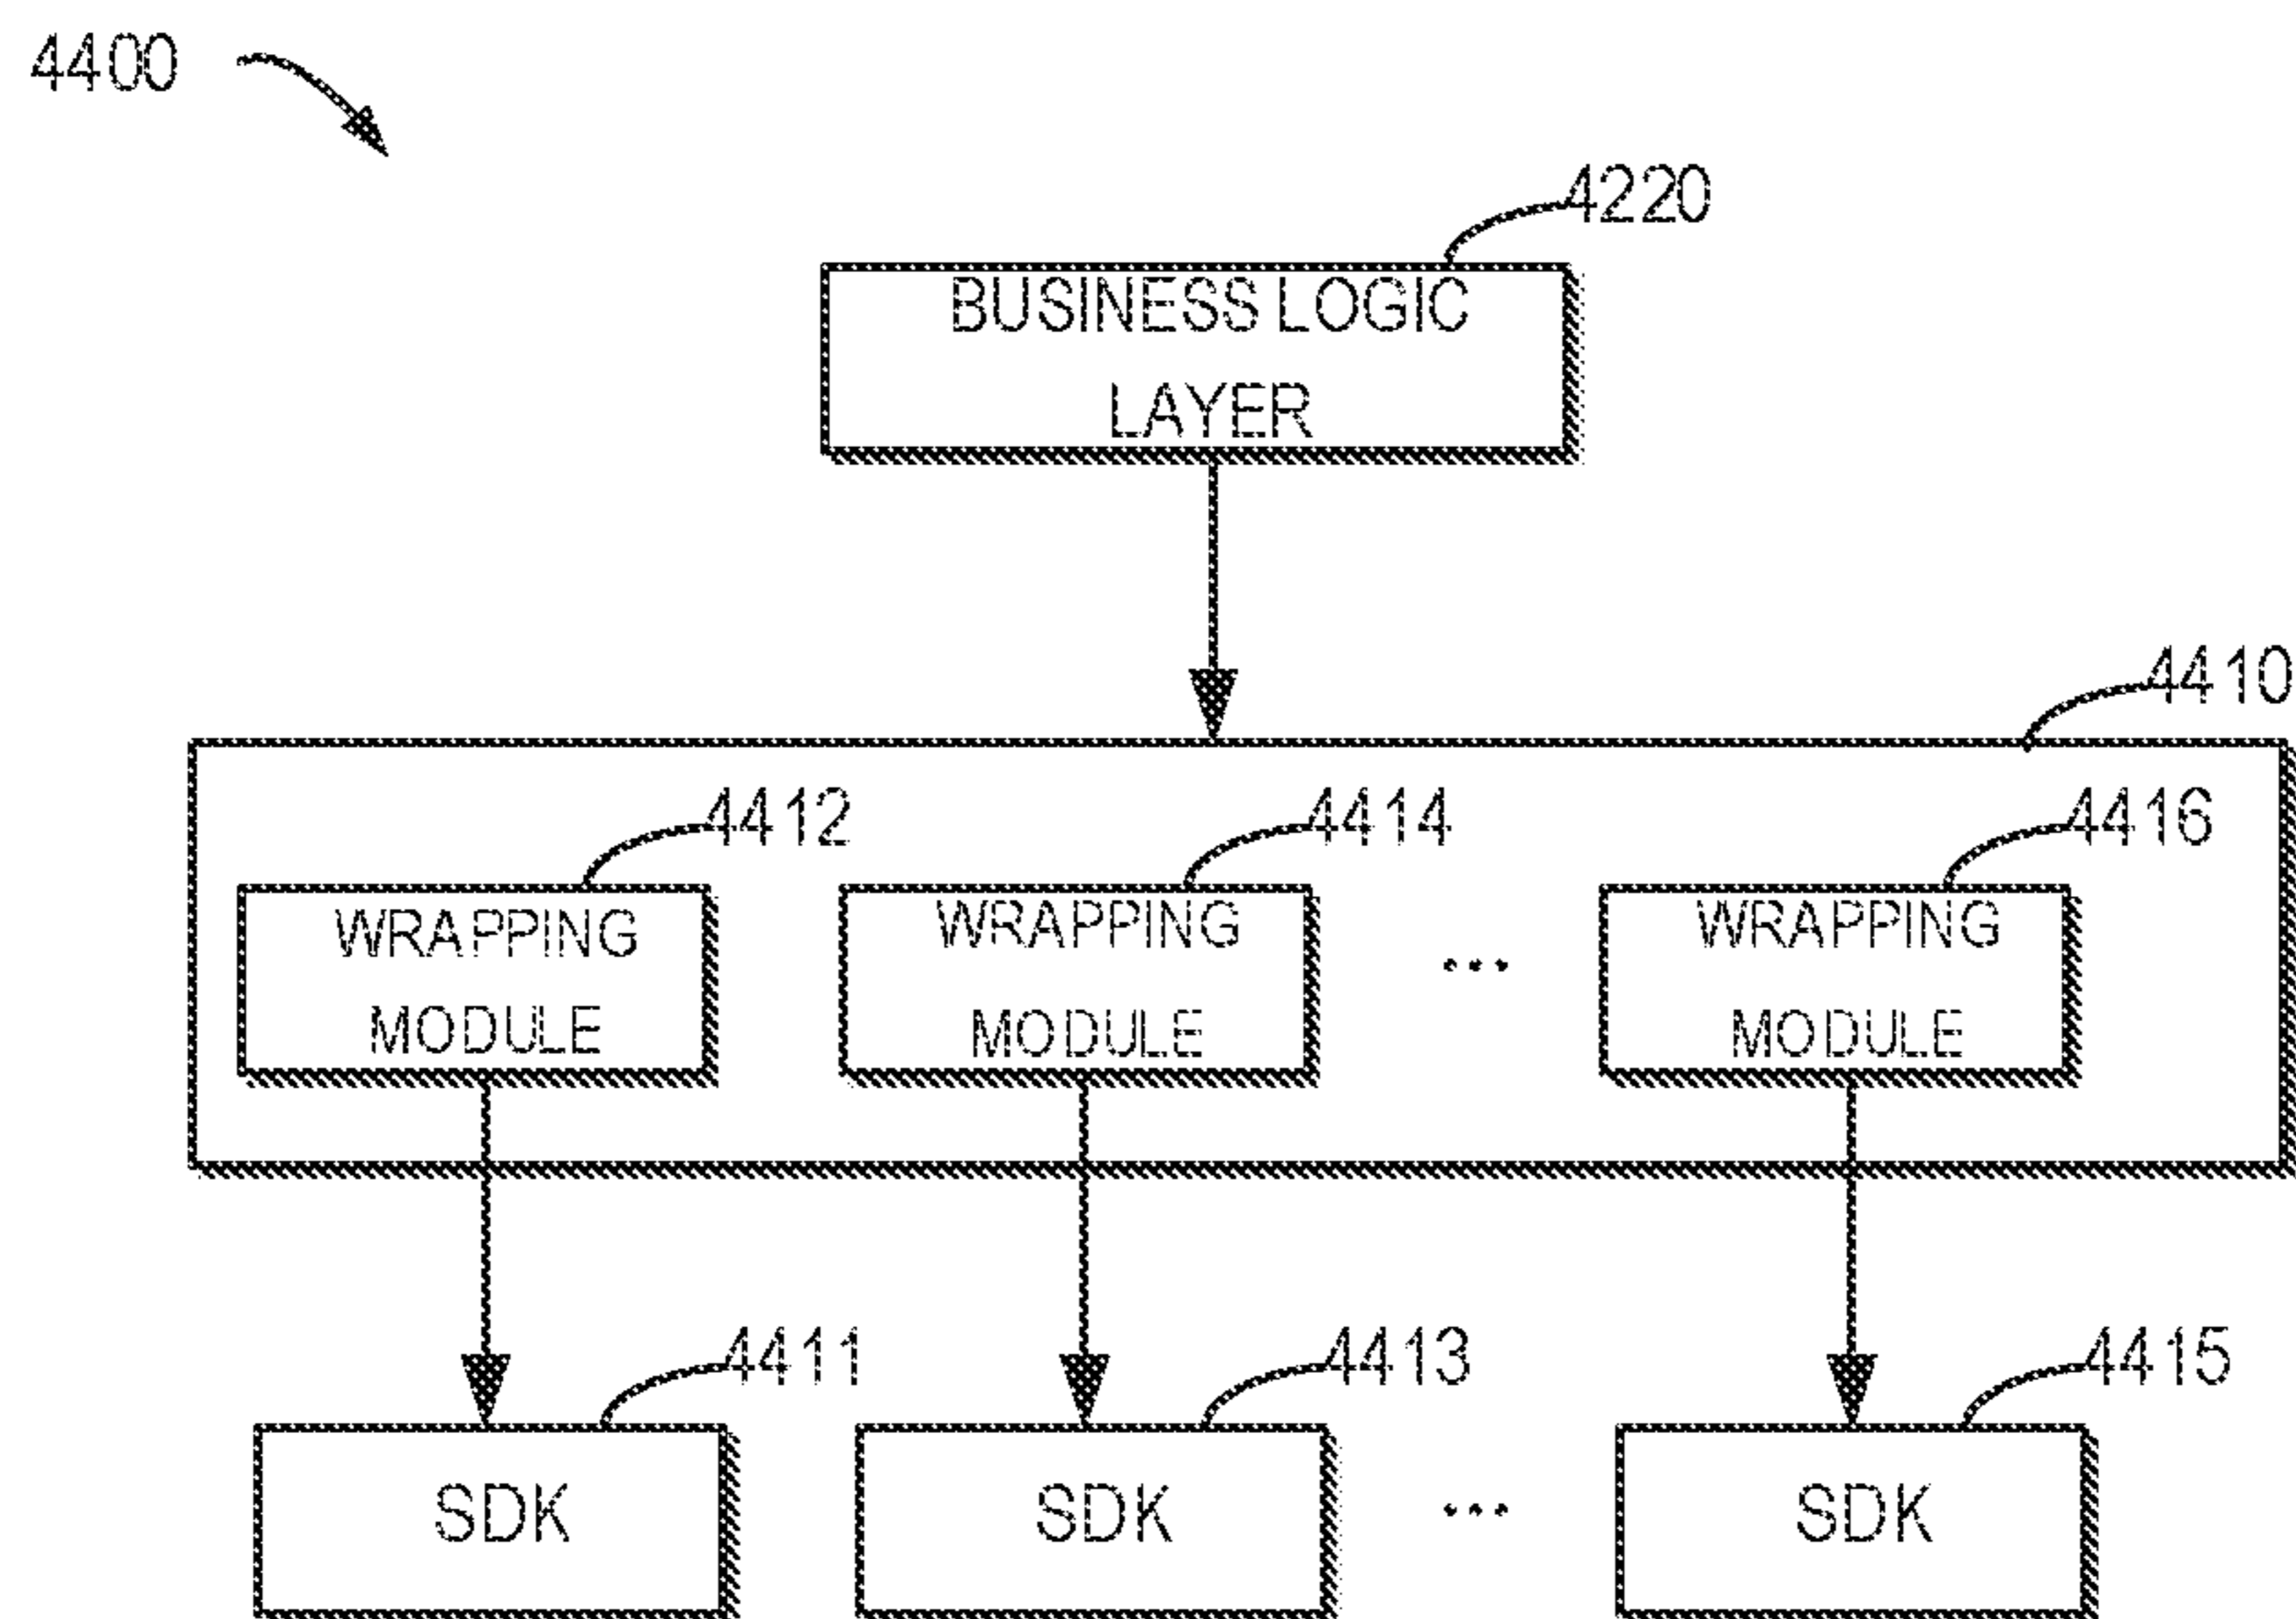 4400
4220
BUSINESS LOGIC
LAYER
4410
4412
4414
4416
WRAPPING
MODULE
WRAPPING
MODULE
...
WRAPPING
MODULE
4411
4413
4415
SDK
SDK
...
SDK